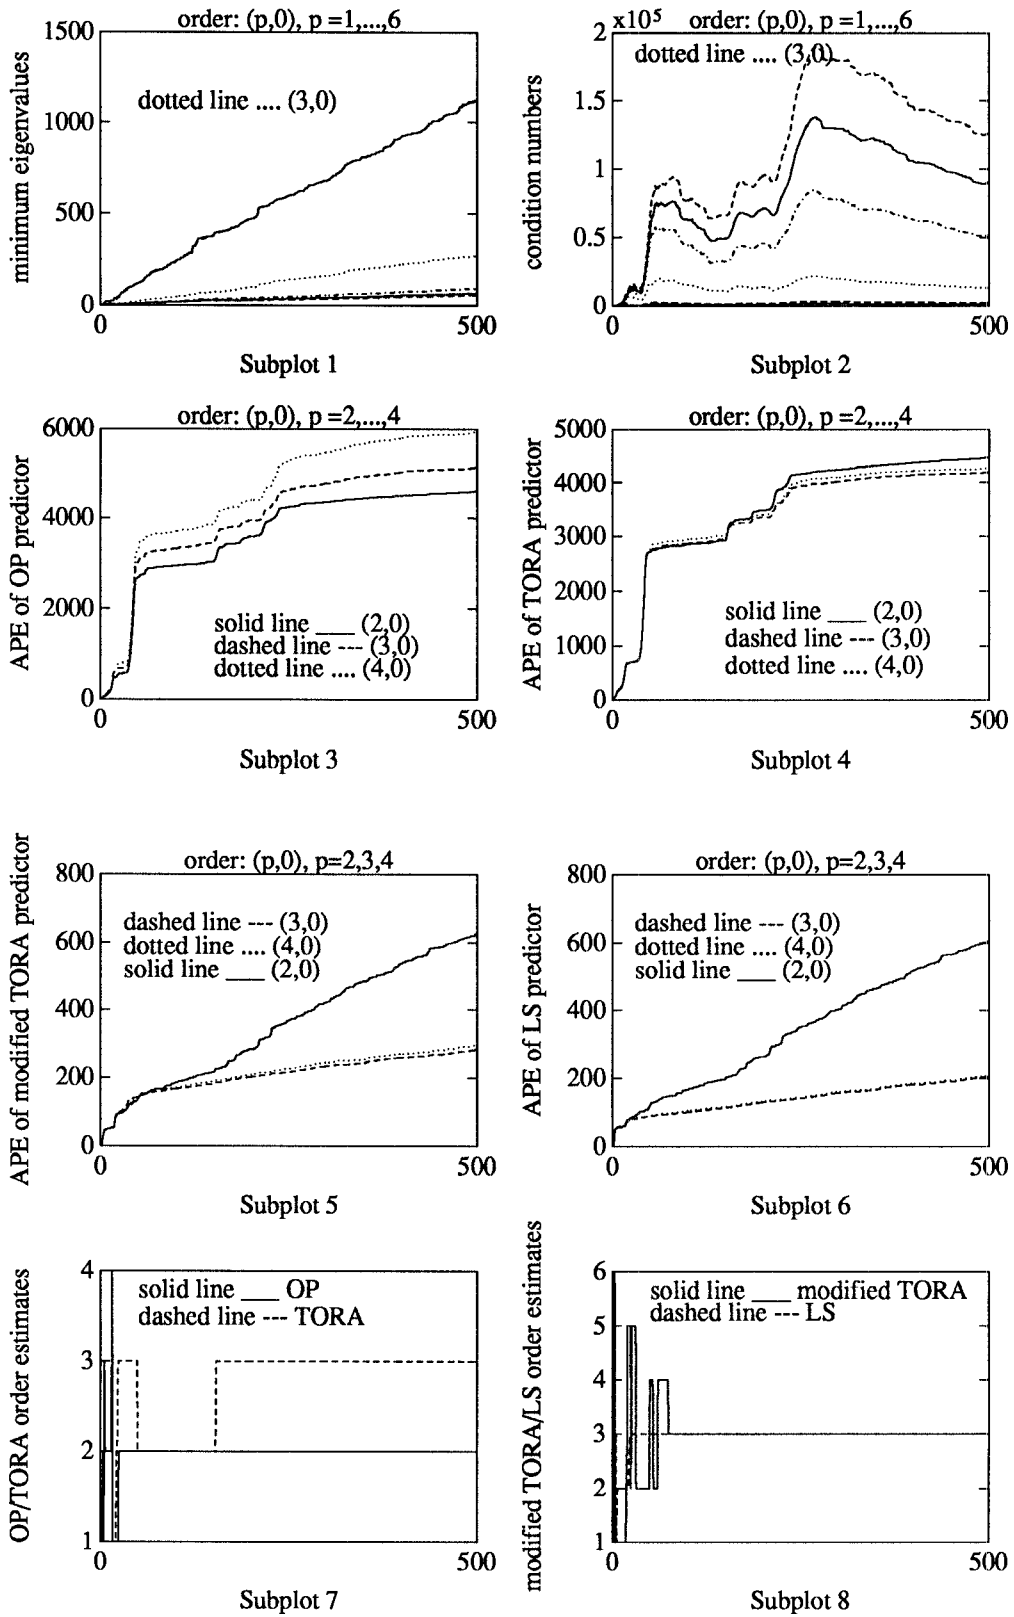 order: (p,0), p =1,...,6
minimum eigenvalues
1500
1000
500
0
dotted line .... (3,0)
0
500
Subplot 1
x10⁵
order: (p,0), p =1,...,6
condition numbers
2
1.5
1
0.5
0
dotted line .... (3,0)
0
500
Subplot 2
order: (p,0), p =2,...,4
APE of OP predictor
6000
4000
2000
0
solid line ___ (2,0)
dashed line --- (3,0)
dotted line .... (4,0)
0
500
Subplot 3
order: (p,0), p =2,...,4
APE of TORA predictor
5000
4000
3000
2000
1000
0
solid line ___ (2,0)
dashed line --- (3,0)
dotted line .... (4,0)
0
500
Subplot 4
order: (p,0), p=2,3,4
APE of modified TORA predictor
800
600
400
200
0
dashed line --- (3,0)
dotted line .... (4,0)
solid line ___ (2,0)
0
500
Subplot 5
order: (p,0), p=2,3,4
APE of LS predictor
800
600
400
200
0
dashed line --- (3,0)
dotted line .... (4,0)
solid line ___ (2,0)
0
500
Subplot 6
OP/TORA order estimates
4
3
2
1
solid line ___ OP
dashed line --- TORA
0
500
Subplot 7
modified TORA/LS order estimates
6
5
4
3
2
1
solid line ___ modified TORA
dashed line --- LS
0
500
Subplot 8